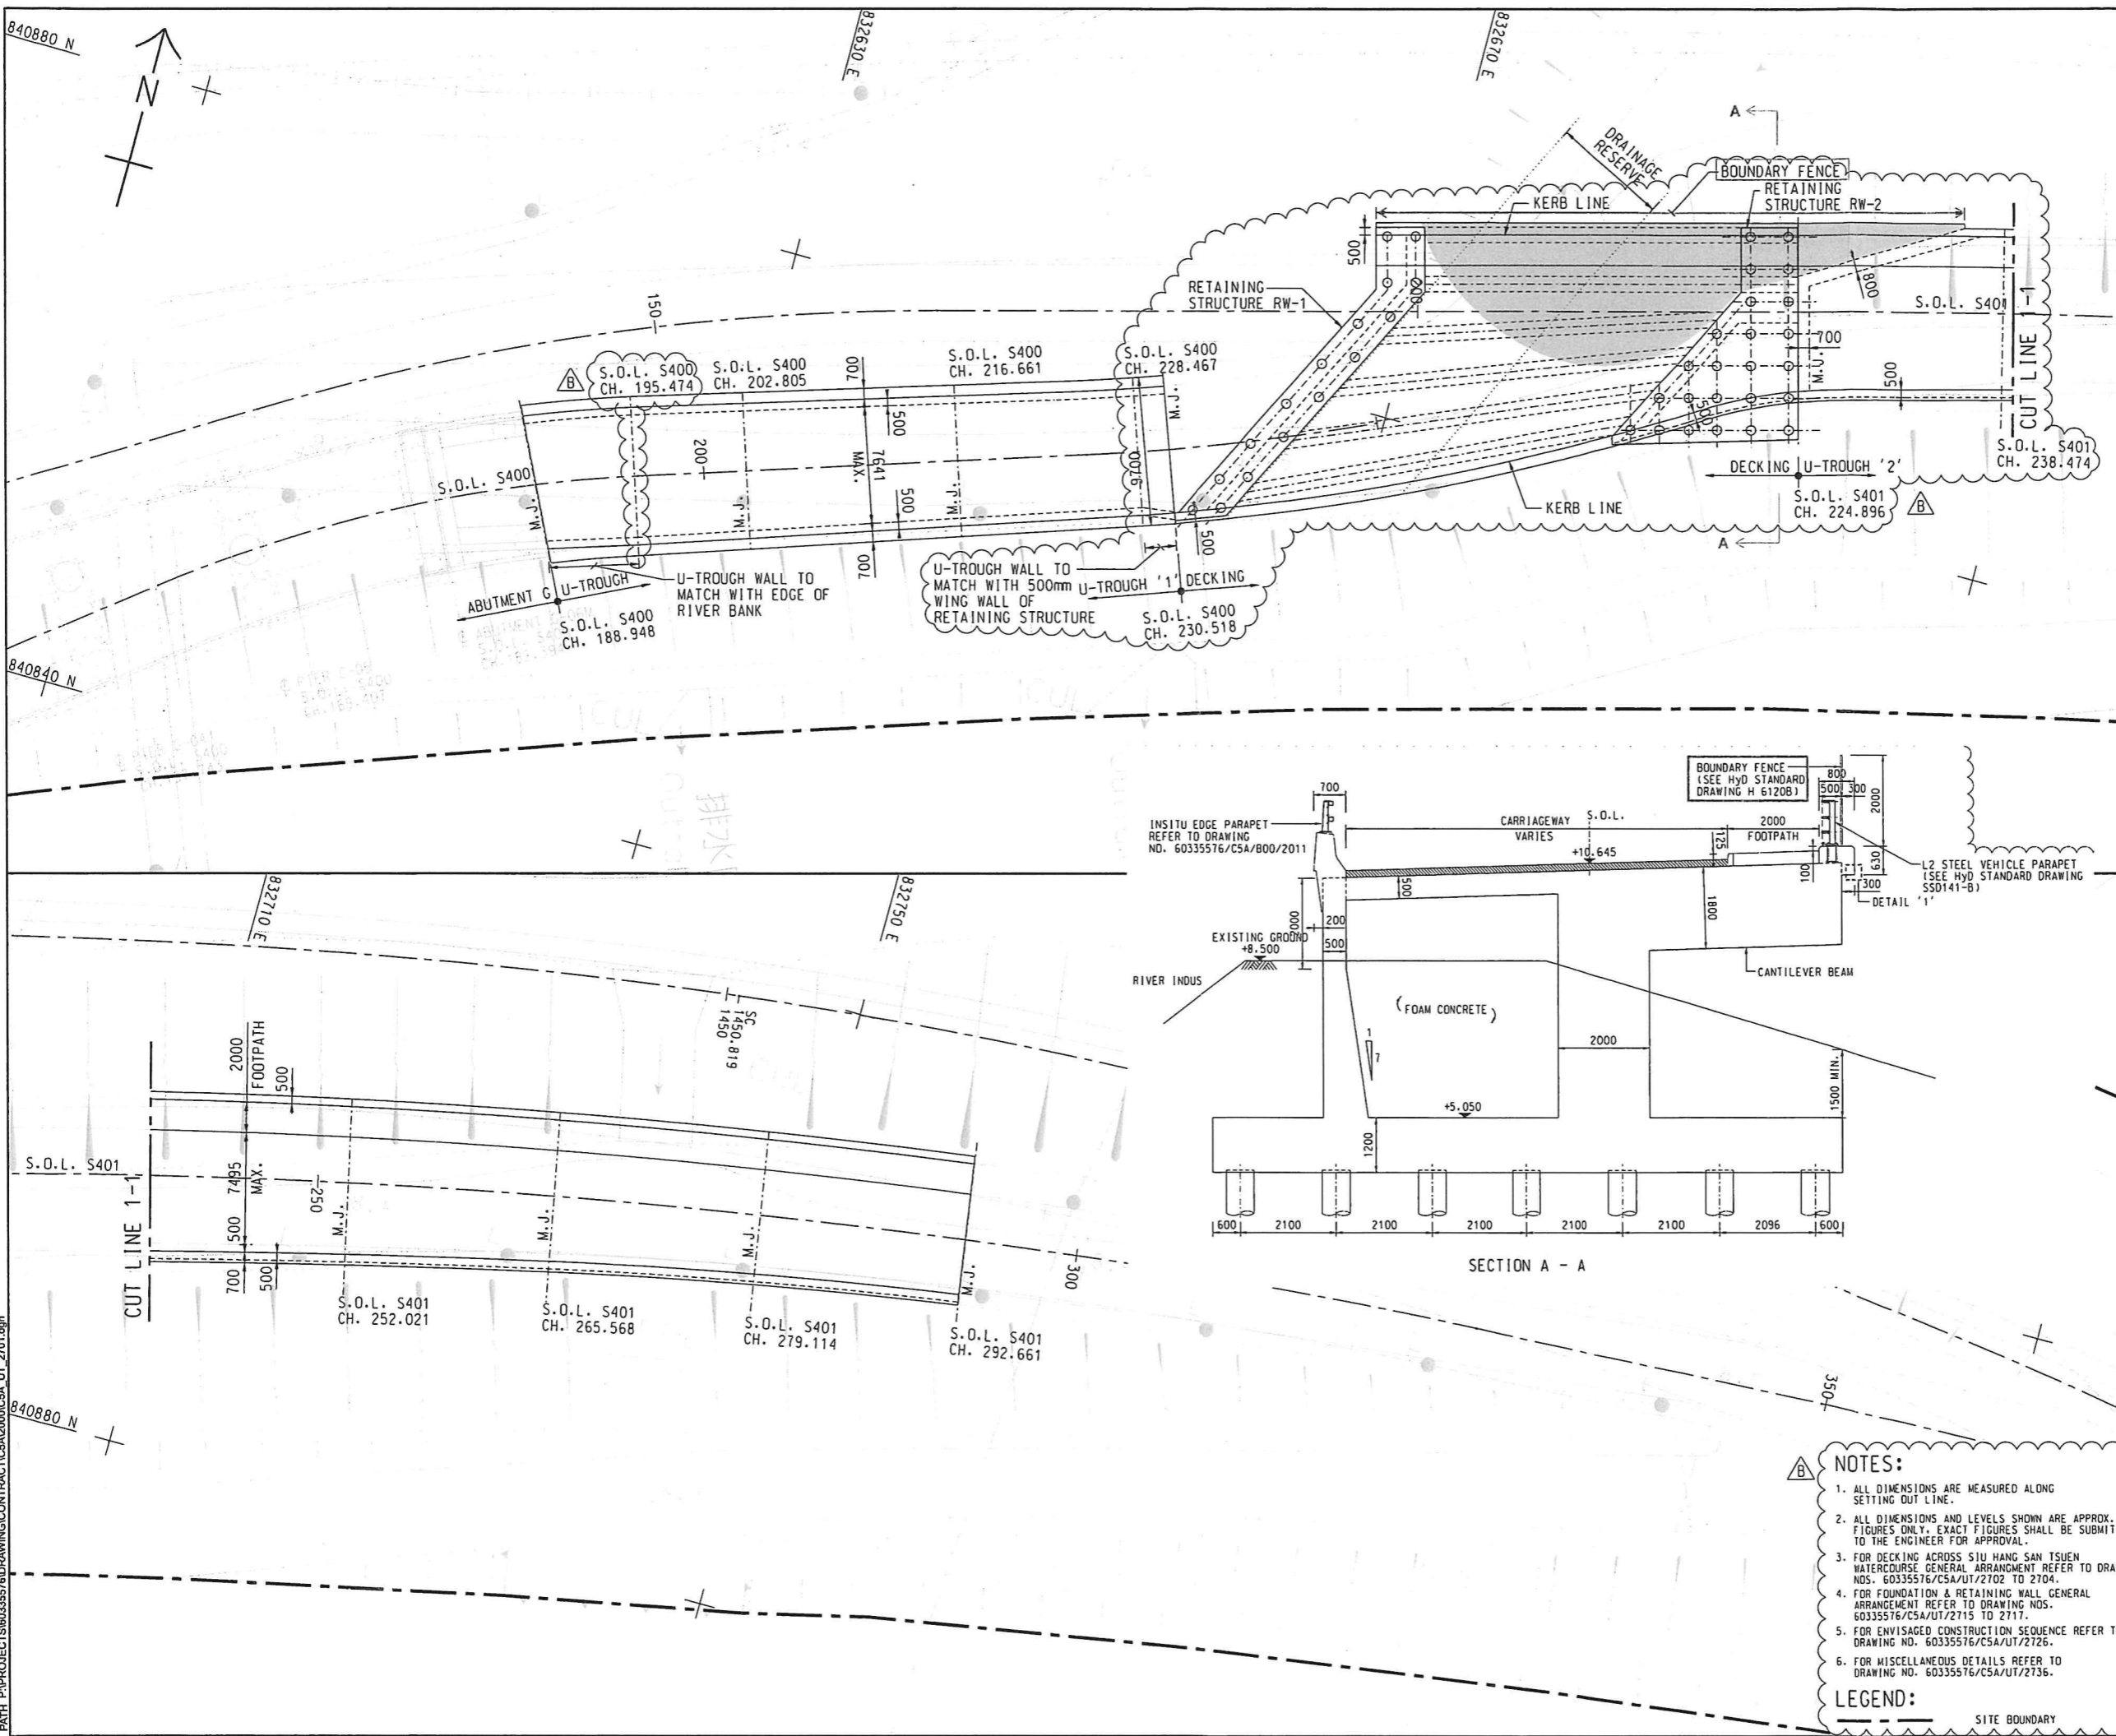 840880 N
N
832630 E
832670 E
A
DRAINAGE
RESERVE
BOUNDARY FENCE
RETAINING
STRUCTURE RW-2
KERB LINE
500
RETAINING
STRUCTURE RW-1
800
S.O.L. S401
150
B
S.O.L. S400
CH. 195.474
S.O.L. S400
CH. 202.805
S.O.L. S400
CH. 216.661
S.O.L. S400
CH. 228.467
700
500
M.J.
700
M.J.
500
CUT LINE 1-1
S.O.L. S400
200
7641
MAX.
500
500
M.J.
M.J.
M.J.
S.O.L. S401
CH. 238.474
DECKING
U-TROUGH '2'
S.O.L. S401
CH. 224.896
B
KERB LINE
A
700
500
ABUTMENT G
U-TROUGH
S.O.L. S400
CH. 188.948
U-TROUGH WALL TO
MATCH WITH EDGE OF
RIVER BANK
U-TROUGH WALL TO
MATCH WITH 500mm
WING WALL OF
RETAINING STRUCTURE
U-TROUGH '1'
DECKING
S.O.L. S400
CH. 230.518
840840 N
832710 E
832750 E
SC
1450.819
1450
2000
FOOTPATH
500
S.O.L. S401
7495
MAX.
250
CUT LINE 1-1
500
700
500
M.J.
M.J.
M.J.
M.J.
300
S.O.L. S401
CH. 252.021
S.O.L. S401
CH. 265.568
S.O.L. S401
CH. 279.114
S.O.L. S401
CH. 292.661
840880 N
BOUNDARY FENCE
(SEE HyD STANDARD
DRAWING H 6120B)
800
500
300
2000
700
INSITU EDGE PARAPET
REFER TO DRAWING
NO. 60335576/C5A/B00/2011
CARRIAGEWAY
VARIES
S.O.L.
2000
FOOTPATH
125
+10.645
630
100
L2 STEEL VEHICLE PARAPET
(SEE HyD STANDARD DRAWING
SSD141-B)
300
DETAIL '1'
500
1800
200
500
EXISTING GROUND
+8.500
RIVER INDUS
CANTILEVER BEAM
(FOAM CONCRETE)
1
7
2000
1500 MIN.
+5.050
1200
600
2100
2100
2100
2100
2100
2096
600
SECTION A - A
350
B
NOTES:
1. ALL DIMENSIONS ARE MEASURED ALONG
SETTING OUT LINE.
2. ALL DIMENSIONS AND LEVELS SHOWN ARE APPROX.
FIGURES ONLY. EXACT FIGURES SHALL BE SUBMIT
TO THE ENGINEER FOR APPROVAL.
3. FOR DECKING ACROSS SIU HANG SAN TSUEN
WATERCOURSE GENERAL ARRANGMENT REFER TO DRA
NOS. 60335576/C5A/UT/2702 TO 2704.
4. FOR FOUNDATION & RETAINING WALL GENERAL
ARRANGEMENT REFER TO DRAWING NOS.
60335576/C5A/UT/2715 TO 2717.
5. FOR ENVISAGED CONSTRUCTION SEQUENCE REFER T
DRAWING NO. 60335576/C5A/UT/2726.
6. FOR MISCELLANEOUS DETAILS REFER TO
DRAWING NO. 60335576/C5A/UT/2736.
LEGEND:
SITE BOUNDARY